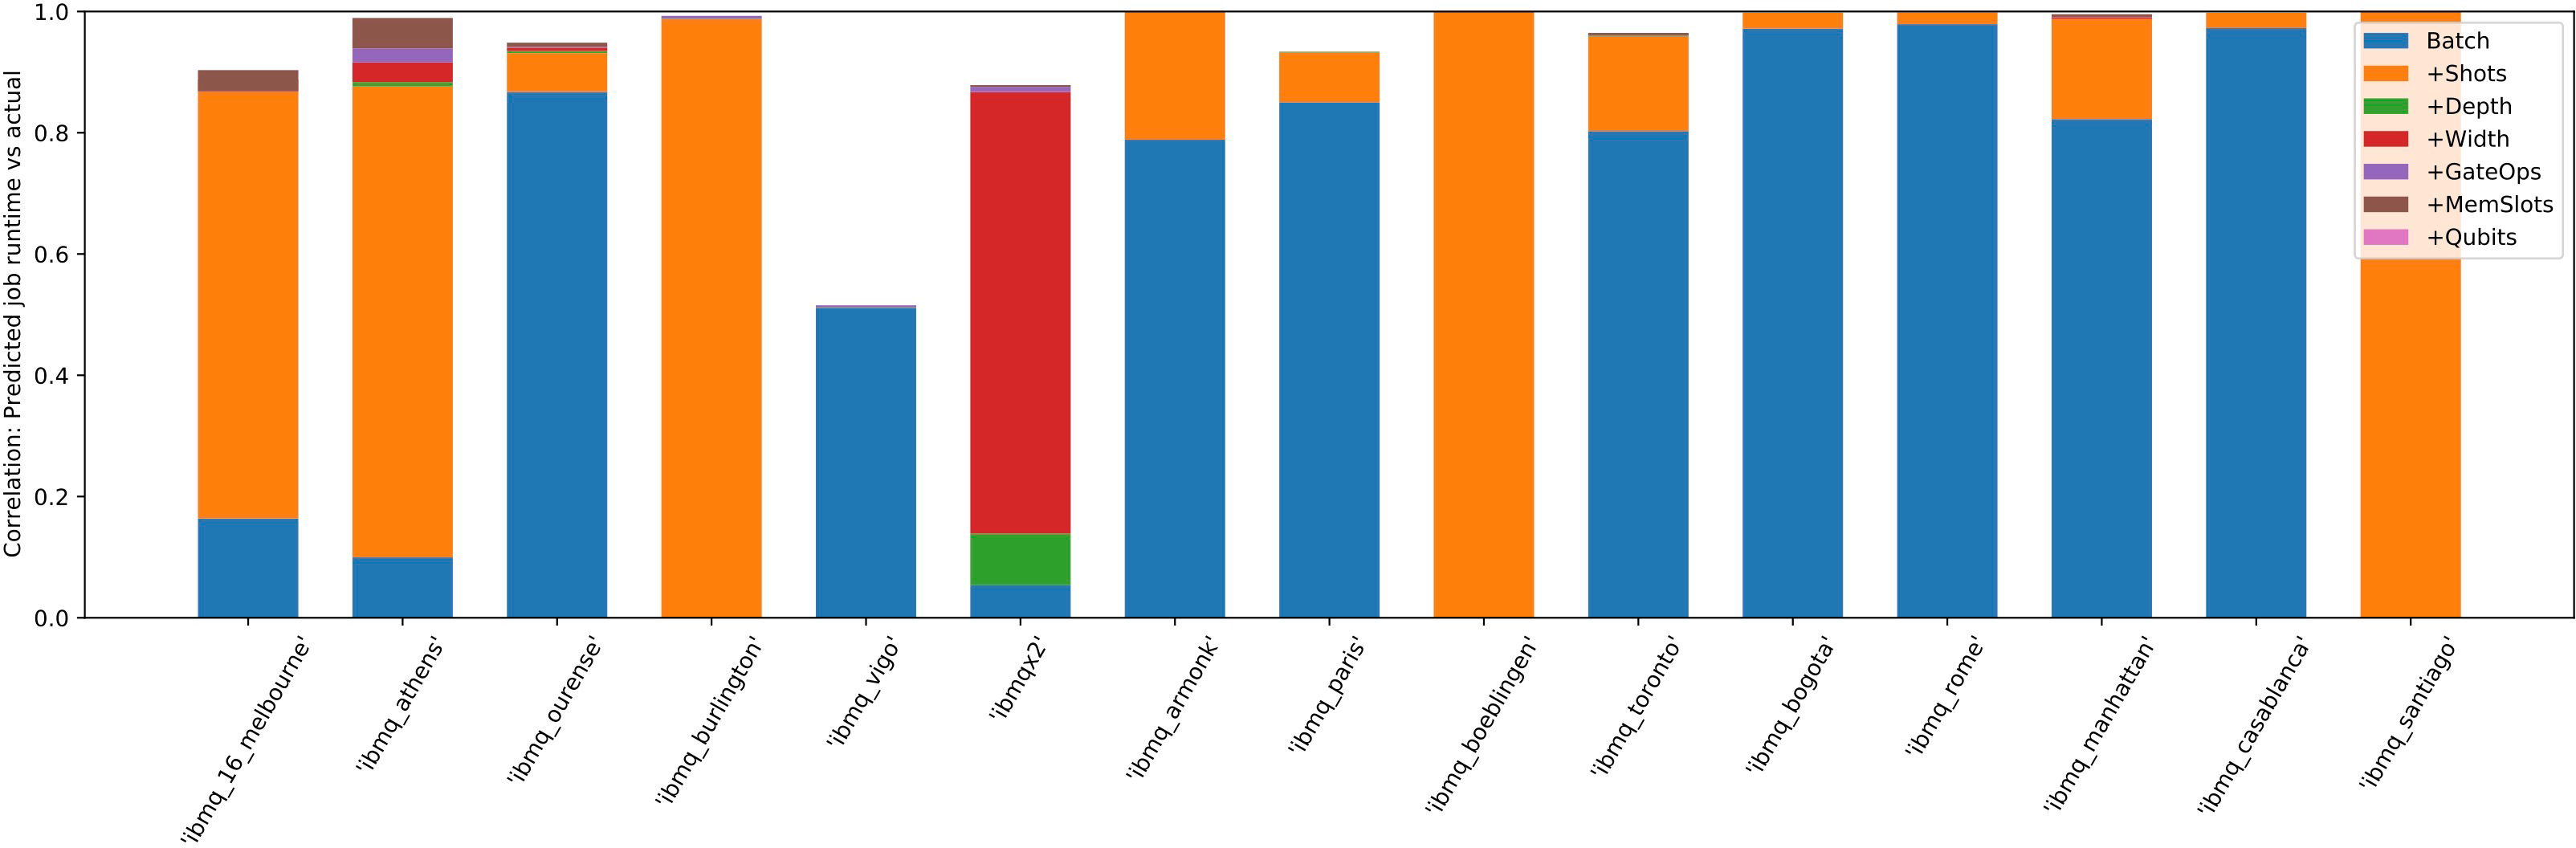 Correlation: Predicted job runtime vs actual
1.0
0.8
0.6
0.4
0.2
0.0
Batch
+Shots
+Depth
+Width
+GateOps
+MemSlots
+Qubits
'ibmq_16_melbourne'
'ibmq_athens'
'ibmq_ourense'
'ibmq_burlington'
'ibmq_vigo'
'ibmqx2'
'ibmq_armonk'
'ibmq_paris'
'ibmq_boeblingen'
'ibmq_toronto'
'ibmq_bogota'
'ibmq_rome'
'ibmq_manhattan'
'ibmq_casablanca'
'ibmq_santiago'